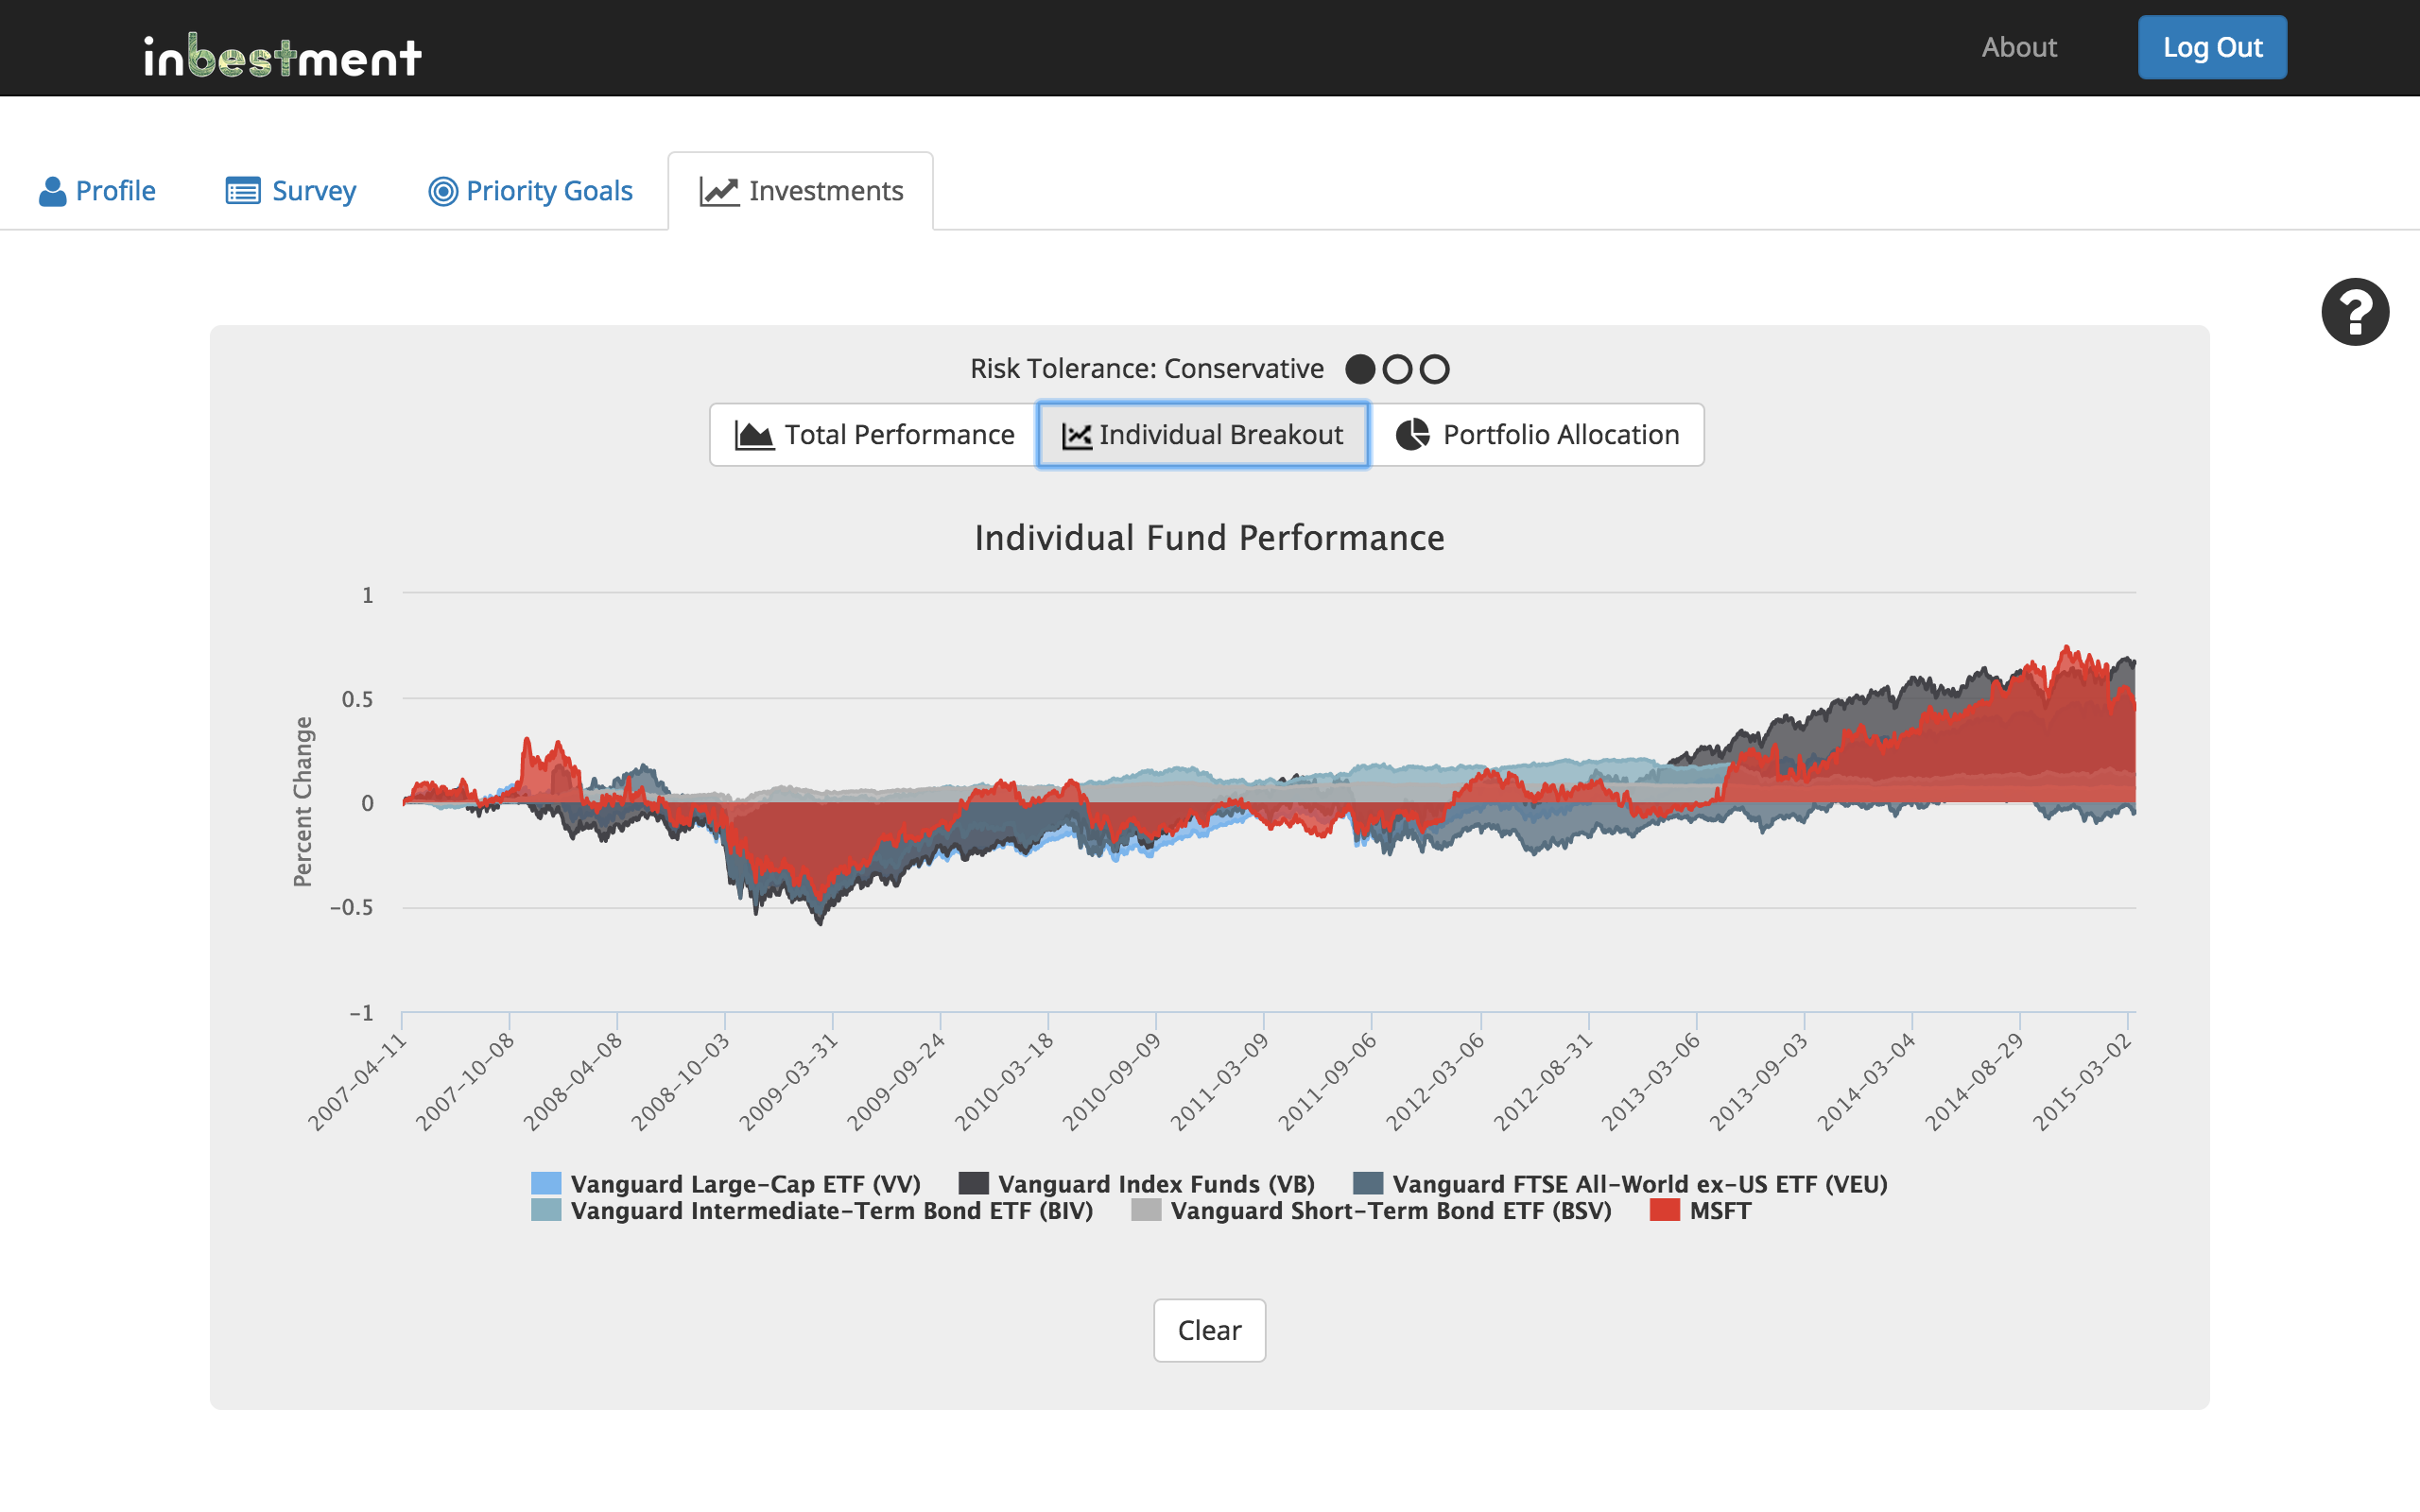 inbestment
About
Log Out
Profile
Survey
Priority Goals
Investments
?
Risk Tolerance: Conservative
Total Performance
Individual Breakout
Portfolio Allocation
Individual Fund Performance
Percent Change
1
0.5
0
-0.5
-1
2007-04-11
2007-10-08
2008-04-08
2008-10-03
2009-03-31
2009-09-24
2010-03-18
2010-09-09
2011-03-09
2011-09-06
2012-03-06
2012-08-31
2013-03-06
2013-09-03
2014-03-04
2014-08-29
2015-03-02
Vanguard Large-Cap ETF (VV)
Vanguard Index Funds (VB)
Vanguard FTSE All-World ex-US ETF (VEU)
Vanguard Intermediate-Term Bond ETF (BIV)
Vanguard Short-Term Bond ETF (BSV)
MSFT
Clear